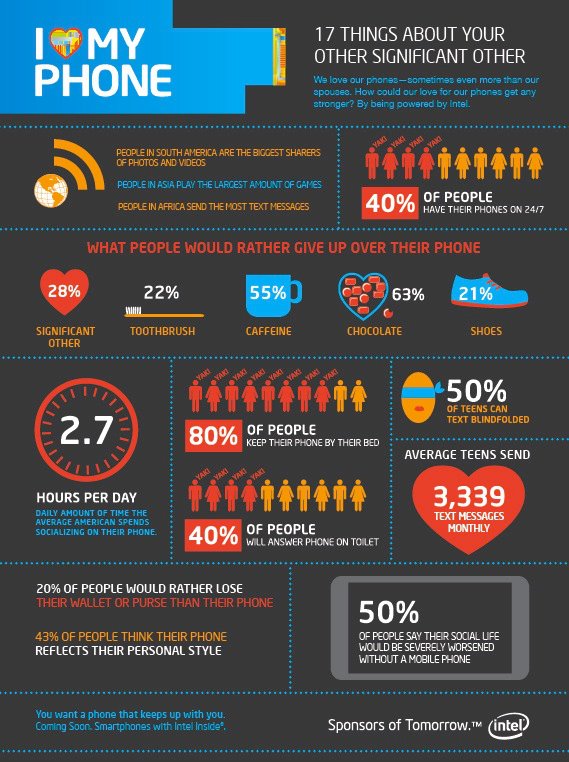 I MY
PHONE
17 THINGS ABOUT YOUR
OTHER SIGNIFICANT OTHER
We love our phones—sometimes even more than our
spouses. How could our love for our phones get any
stronger? By being powered by Intel.
PEOPLE IN SOUTH AMERICA ARE THE BIGGEST SHARERS
OF PHOTOS AND VIDEOS
PEOPLE IN ASIA PLAY THE LARGEST AMOUNT OF GAMES
PEOPLE IN AFRICA SEND THE MOST TEXT MESSAGES
YAK! YAK! YAK! YAK!
40% OF PEOPLE
HAVE THEIR PHONES ON 24/7
WHAT PEOPLE WOULD RATHER GIVE UP OVER THEIR PHONE
28%
SIGNIFICANT
OTHER
22%
TOOTHBRUSH
55%
CAFFEINE
63%
CHOCOLATE
21%
SHOES
2.7
HOURS PER DAY
DAILY AMOUNT OF TIME THE
AVERAGE AMERICAN SPENDS
SOCIALIZING ON THEIR PHONE.
YAK! YAK! YAK! YAK! YAK! YAK! YAK! YAK!
80% OF PEOPLE
KEEP THEIR PHONE BY THEIR BED
YAK! YAK! YAK! YAK!
40% OF PEOPLE
WILL ANSWER PHONE ON TOILET
50%
OF TEENS CAN
TEXT BLINDFOLDED
AVERAGE TEENS SEND
3,339
TEXT MESSAGES
MONTHLY
20% OF PEOPLE WOULD RATHER LOSE
THEIR WALLET OR PURSE THAN THEIR PHONE
43% OF PEOPLE THINK THEIR PHONE
REFLECTS THEIR PERSONAL STYLE
50%
OF PEOPLE SAY THEIR SOCIAL LIFE
WOULD BE SEVERELY WORSENED
WITHOUT A MOBILE PHONE
You want a phone that keeps up with you.
Coming Soon. Smartphones with Intel Inside®.
Sponsors of Tomorrow.™ intel